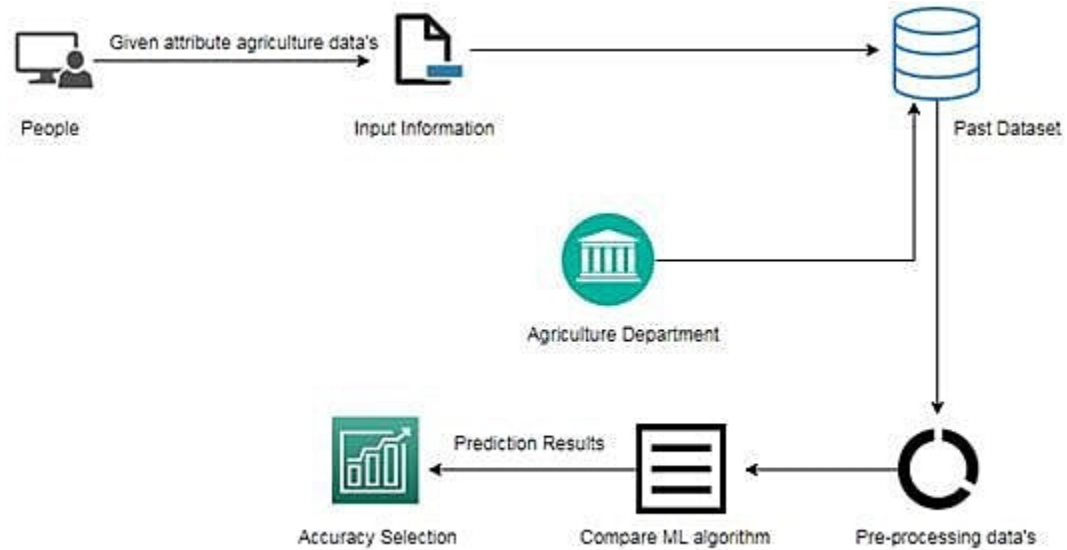 Given attribute agriculture data's
People
Input Information
Past Dataset
Agriculture Department
Prediction Results
Accuracy Selection
Compare ML algorithm
Pre-processing data's